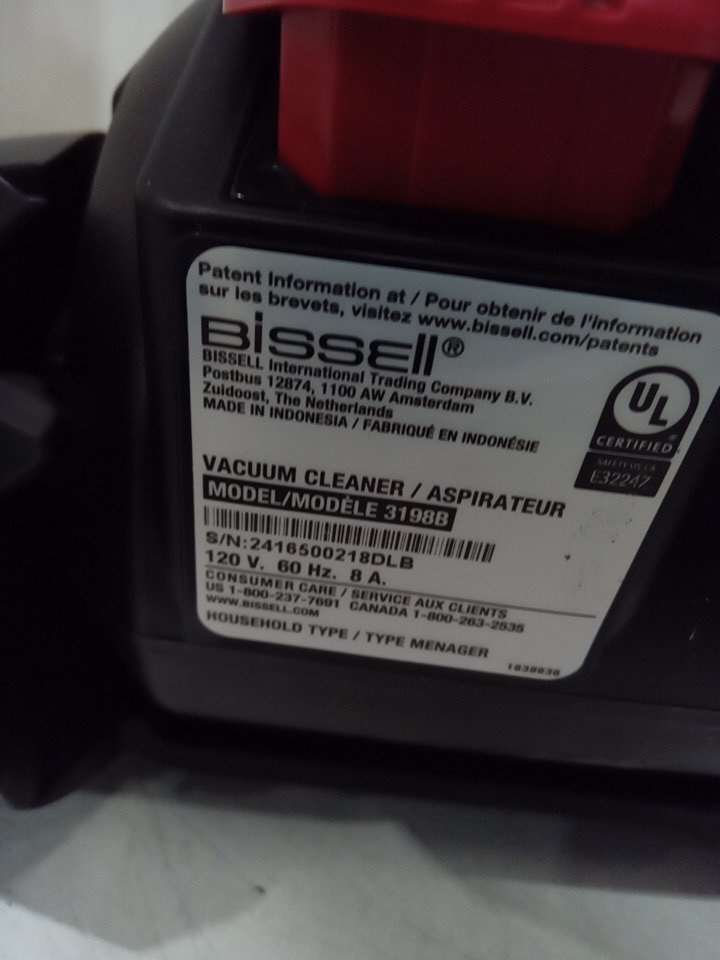 Patent Information at / Pour obtenir de l'information
sur les brevets, visitez www.bissell.com/patents
BISSELL®
BISSELL International Trading Company B.V.
Postbus 12874, 1100 AW Amsterdam
Zuidoost, The Netherlands
MADE IN INDONESIA / FABRIQUÉ EN INDONÉSIE
UL
CERTIFIED®
SAFETY US-CA
E32247
VACUUM CLEANER / ASPIRATEUR
MODEL/MODÈLE 3198B
S/N:2416500218DLB
120 V. 60 Hz. 8 A.
CONSUMER CARE / SERVICE AUX CLIENTS
US 1-800-237-7691 CANADA 1-800-263-2535
WWW.BISSELL.COM
HOUSEHOLD TYPE / TYPE MENAGER